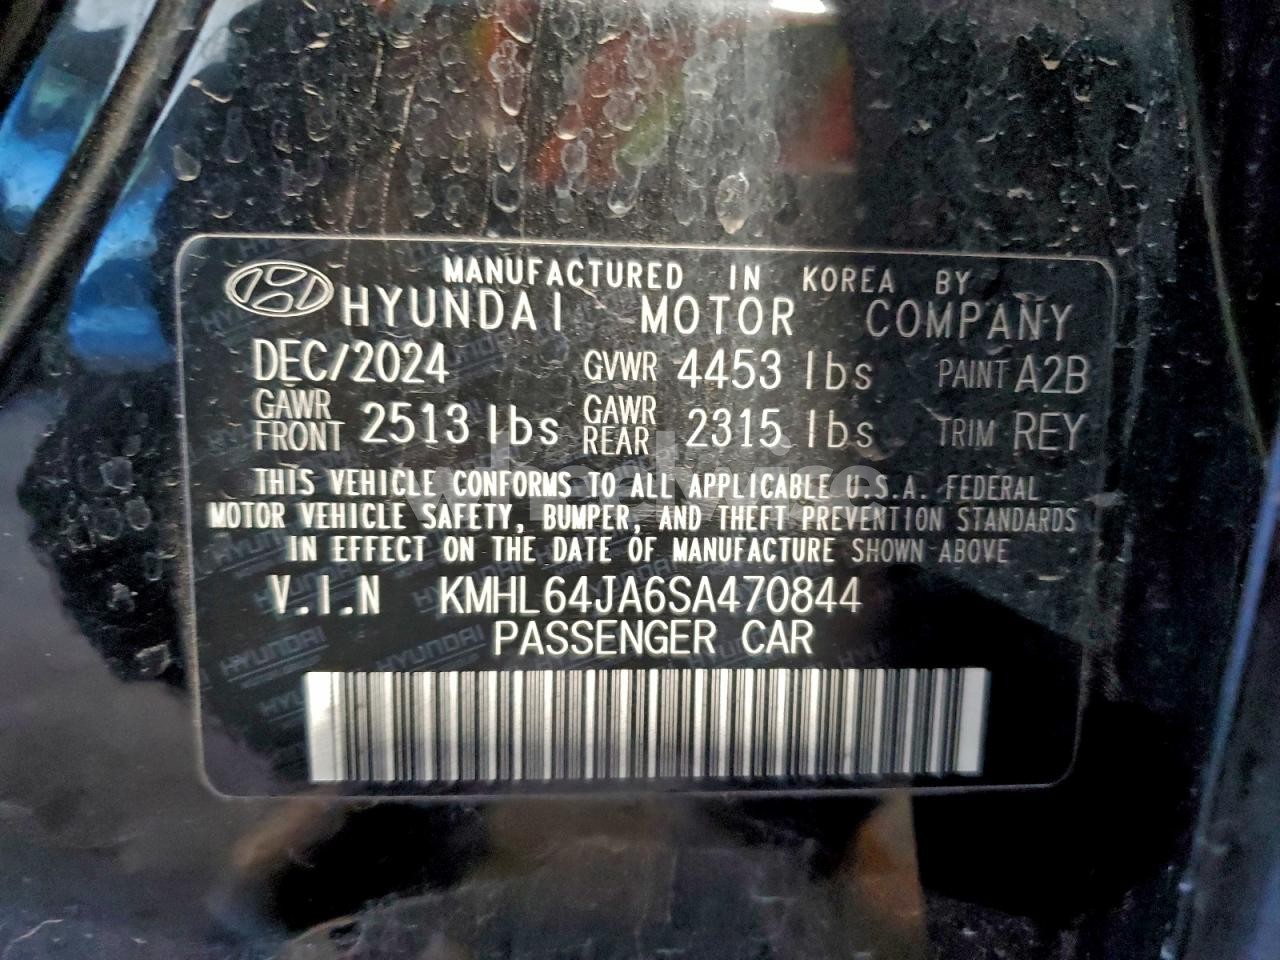 MANUFACTURED IN KOREA BY
HYUNDAI MOTOR COMPANY
DEC/2024 GVWR 4453 lbs PAINT A2B
GAWR FRONT 2513 lbs GAWR REAR 2315 lbs TRIM REY
THIS VEHICLE CONFORMS TO ALL APPLICABLE U.S.A. FEDERAL
MOTOR VEHICLE SAFETY, BUMPER, AND THEFT PREVENTION STANDARDS
IN EFFECT ON THE DATE OF MANUFACTURE SHOWN ABOVE
V.I.N KMHL64JA6SA470844
PASSENGER CAR
HYUNDAI HYUNDAI